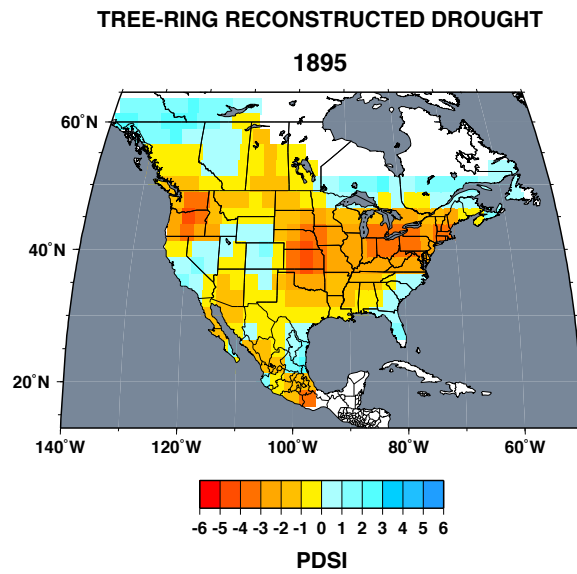 TREE-RING RECONSTRUCTED DROUGHT
1895
60°N
40°N
20°N
140°W 120°W 100°W 80°W 60°W
-6 -5 -4 -3 -2 -1 0 1 2 3 4 5 6
PDSI